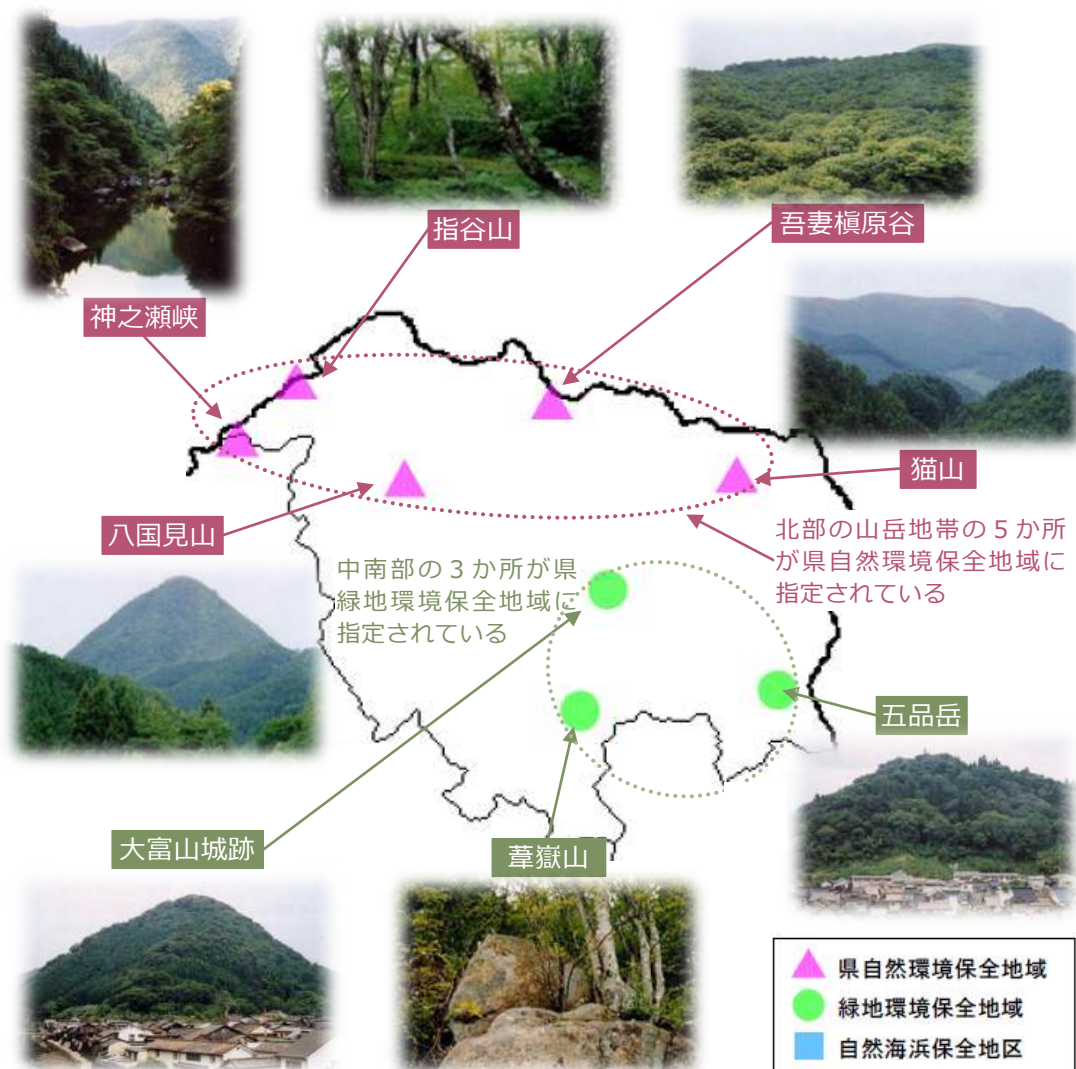 指谷山
吾妻槇原谷
神之瀬峡
猫山
八国見山
北部の山岳地帯の５か所
が県自然環境保全地域に
指定されている
中南部の３か所が県
緑地環境保全地域に
指定されている
五品岳
大富山城跡
葦嶽山
県自然環境保全地域
緑地環境保全地域
自然海浜保全地区